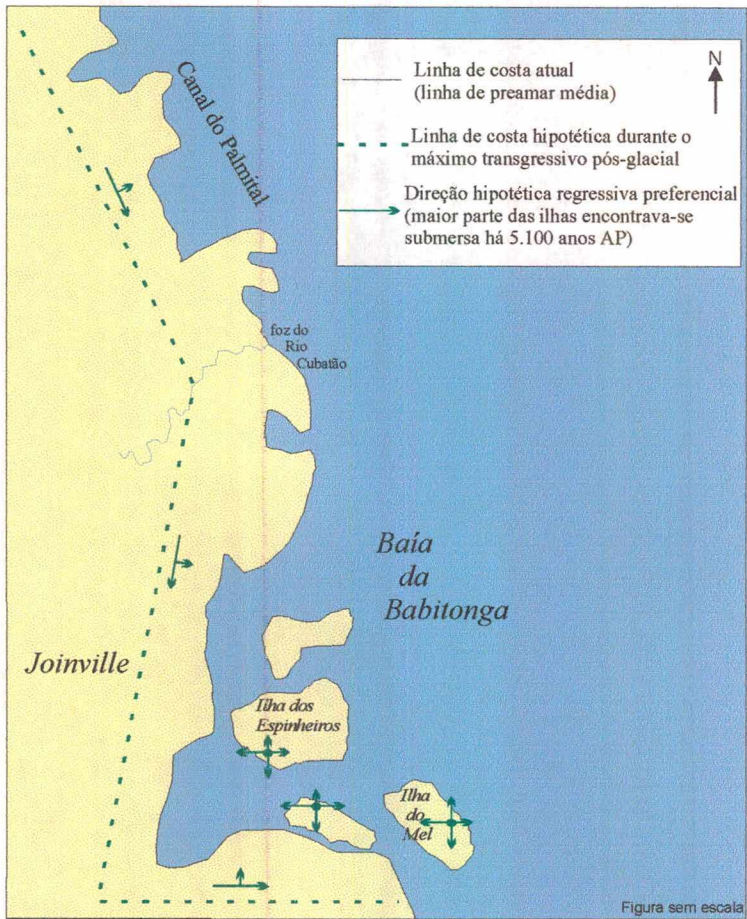 Canal do Palmital
N
Linha de costa atual
(linha de preamar média)
Linha de costa hipotética durante o
máximo transgressivo pós-glacial
Direção hipotética regressiva preferencial
(maior parte das ilhas encontrava-se
submersa há 5.100 anos AP)
foz do
Rio
Cubatão
Baía
da
Babitonga
Joinville
Ilha dos
Espinheiros
Ilha
do
Mel
Figura sem escala